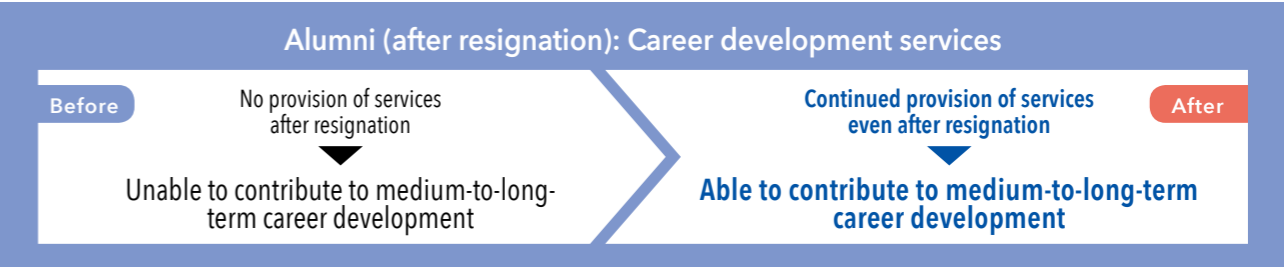 Alumni (after resignation): Career development services
Before
No provision of services
after resignation
Unable to contribute to medium-to-long-
term career development
Continued provision of services
even after resignation
After
Able to contribute to medium-to-long-term
career development